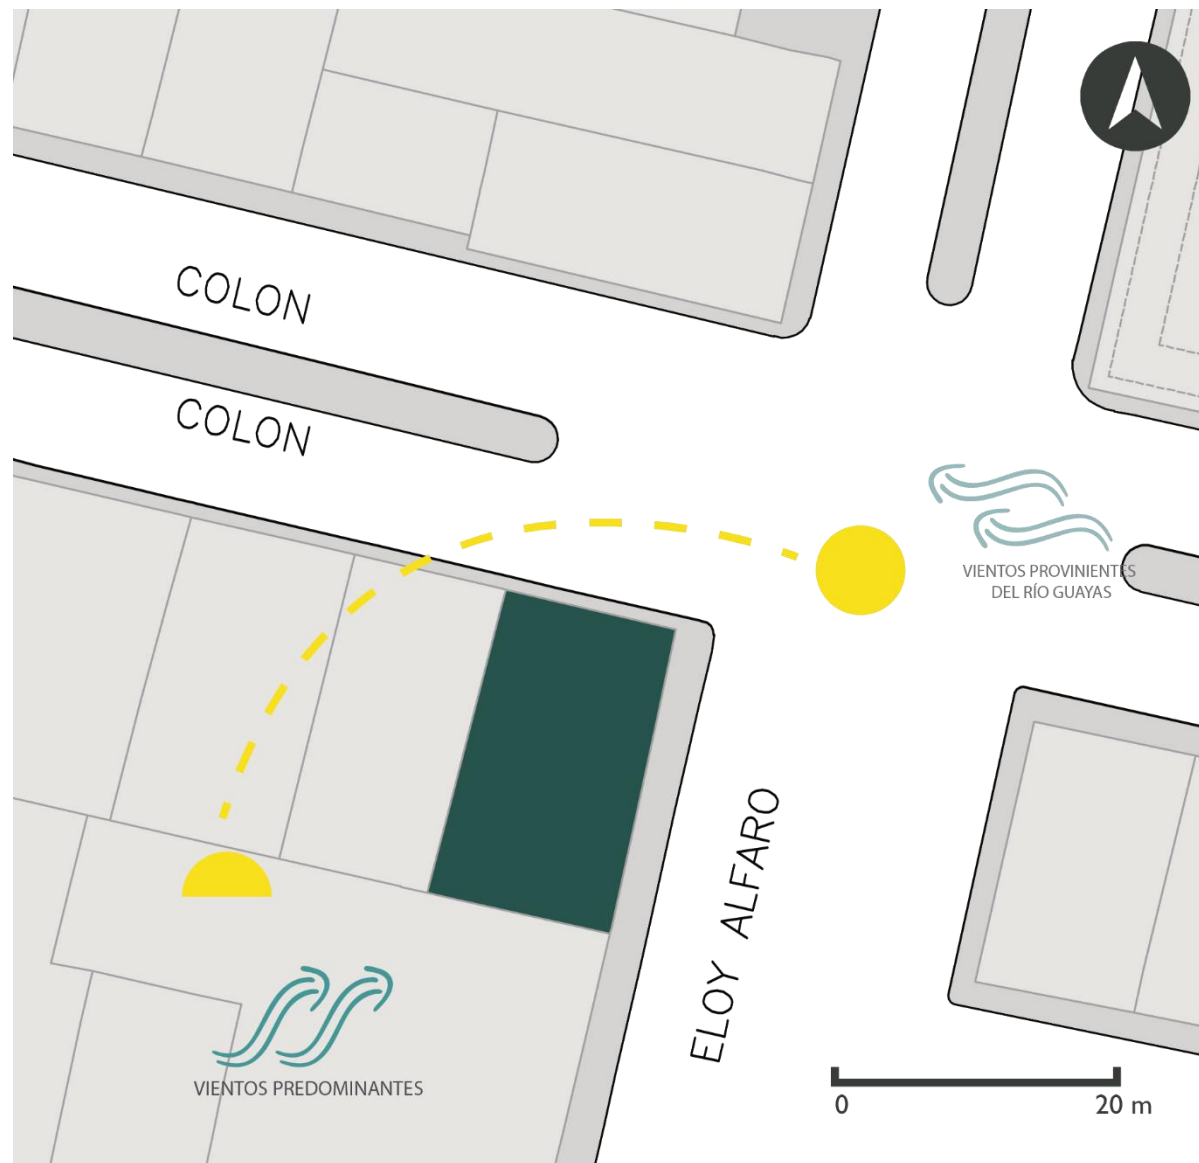 COLON
COLON
VIENTOS PROVINIENTES
DEL RÍO GUAYAS
ELOY ALFARO
VIENTOS PREDOMINANTES
0 20 m